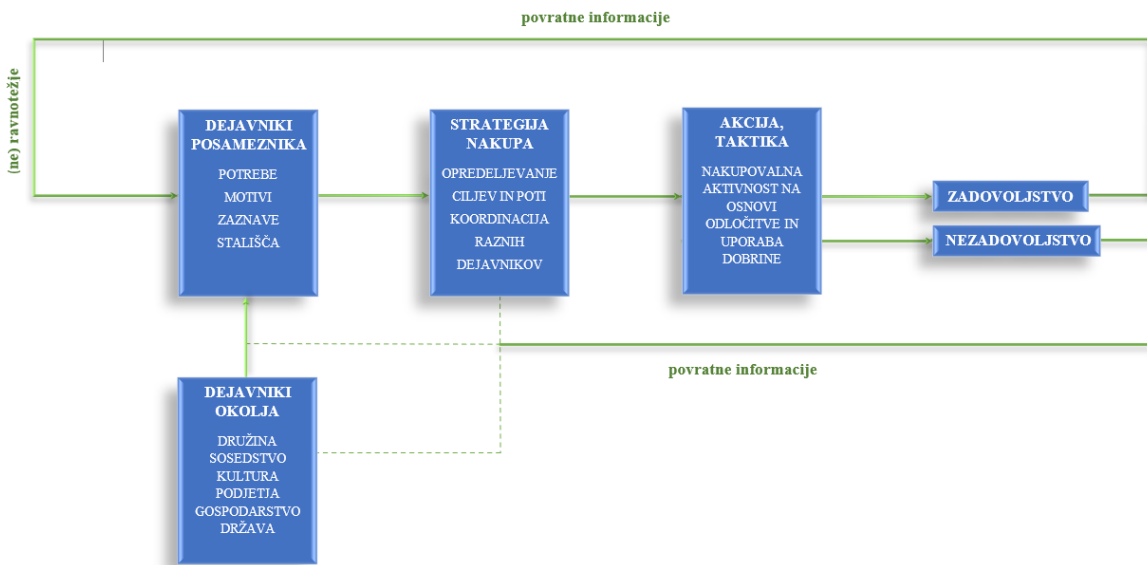 povratne informacije
(ne) ravnotežje
DEJAVNIKI
POSAMEZNIKA
POTREBE
MOTIVI
ZAZNAVE
STALIŠČA
STRATEGIJA
NAKUPA
OPREDELJEVANJE
CILJEV IN POTI
KOORDINACIJA
RAZNIH
DEJAVNIKOV
AKCIJA,
TAKTIKA
NAKUPOVALNA
AKTIVNOST NA
OSNOVI
ODLOČITVE IN
UPORABA
DOBRINE
ZADOVOLJSTVO
NEZADOVOLJSTVO
povratne informacije
DEJAVNIKI
OKOLJA
DRUŽINA
SOSEDSTVO
KULTURA
PODJETJA
GOSPODARSTVO
DRŽAVA